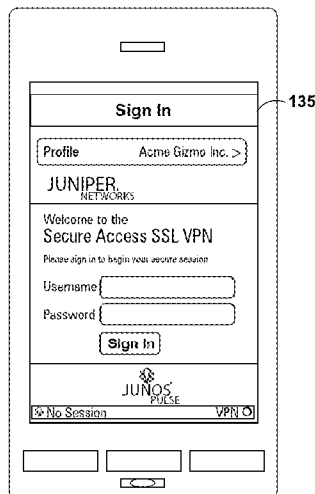 Sign In
135
Profile Acme Gizmo Inc. >
JUNIPER
NETWORKS
Welcome to the
Secure Access SSL VPN
Please sign in to begin your secure session
Username
Password
Sign In
JUNOS
PULSE
No Session VPN